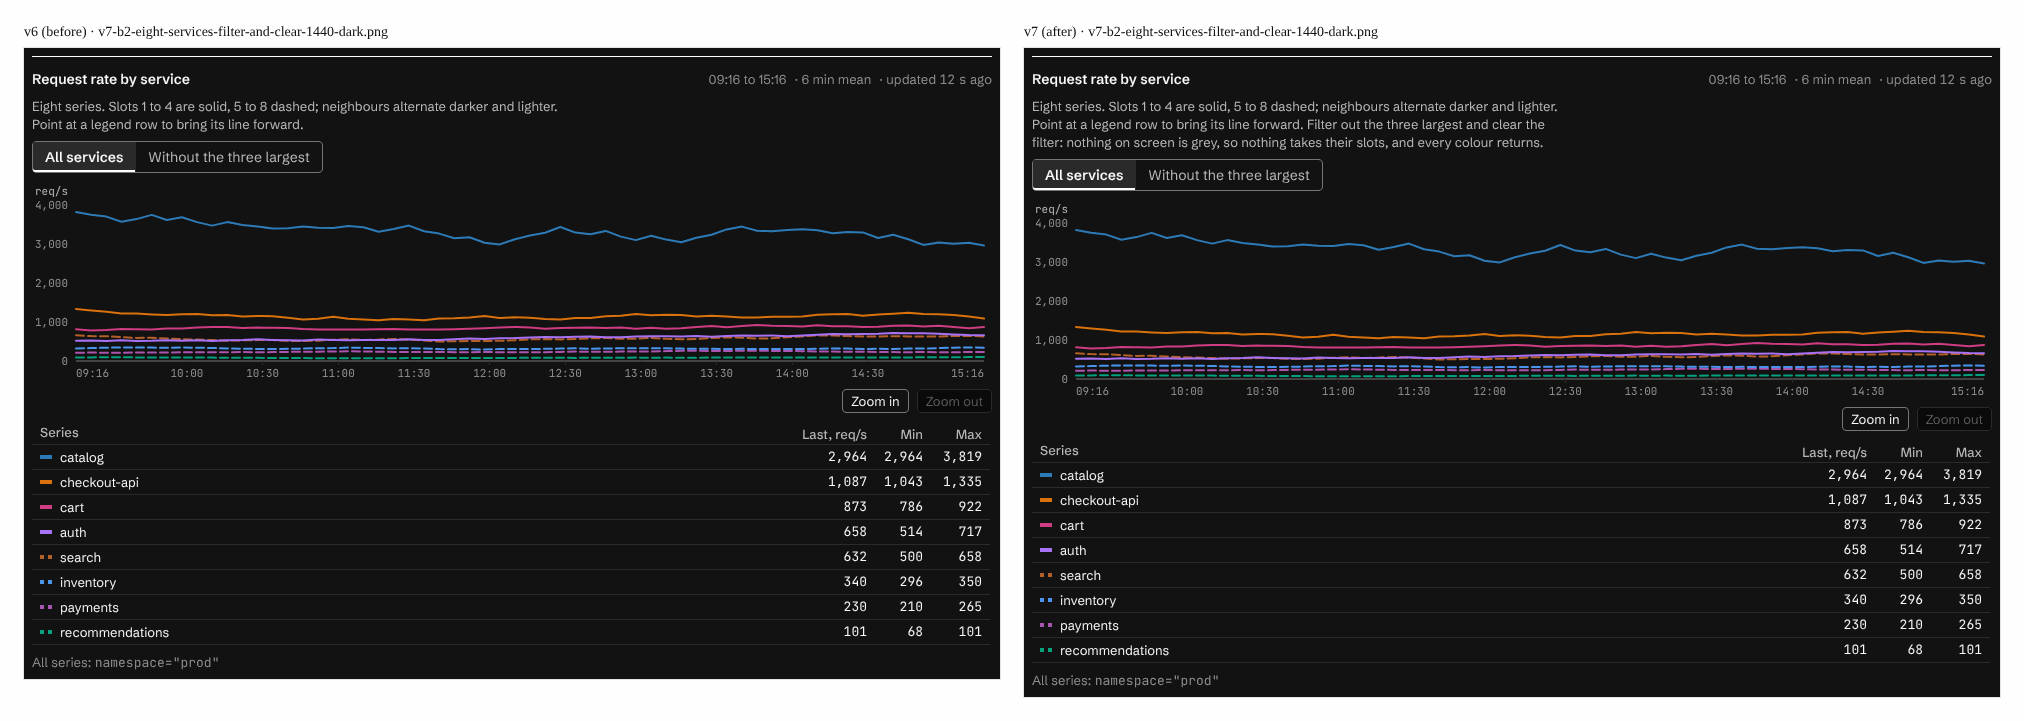 v6 (before) · v7-b2-eight-services-filter-and-clear-1440-dark.png
Request rate by service
09:16 to 15:16 · 6 min mean · updated 12 s ago
Eight series. Slots 1 to 4 are solid, 5 to 8 dashed; neighbours alternate darker and lighter.
Point at a legend row to bring its line forward.
All services Without the three largest
req/s
4,000
3,000
2,000
1,000
0
09:16 10:00 10:30 11:00 11:30 12:00 12:30 13:00 13:30 14:00 14:30 15:16
Zoom in Zoom out
Series Last, req/s Min Max
catalog 2,964 2,964 3,819
checkout-api 1,087 1,043 1,335
cart 873 786 922
auth 658 514 717
search 632 500 658
inventory 340 296 350
payments 230 210 265
recommendations 101 68 101
All series: namespace="prod"
v7 (after) · v7-b2-eight-services-filter-and-clear-1440-dark.png
Request rate by service
09:16 to 15:16 · 6 min mean · updated 12 s ago
Eight series. Slots 1 to 4 are solid, 5 to 8 dashed; neighbours alternate darker and lighter.
Point at a legend row to bring its line forward. Filter out the three largest and clear the
filter: nothing on screen is grey, so nothing takes their slots, and every colour returns.
All services Without the three largest
req/s
4,000
3,000
2,000
1,000
0
09:16 10:00 10:30 11:00 11:30 12:00 12:30 13:00 13:30 14:00 14:30 15:16
Zoom in Zoom out
Series Last, req/s Min Max
catalog 2,964 2,964 3,819
checkout-api 1,087 1,043 1,335
cart 873 786 922
auth 658 514 717
search 632 500 658
inventory 340 296 350
payments 230 210 265
recommendations 101 68 101
All series: namespace="prod"